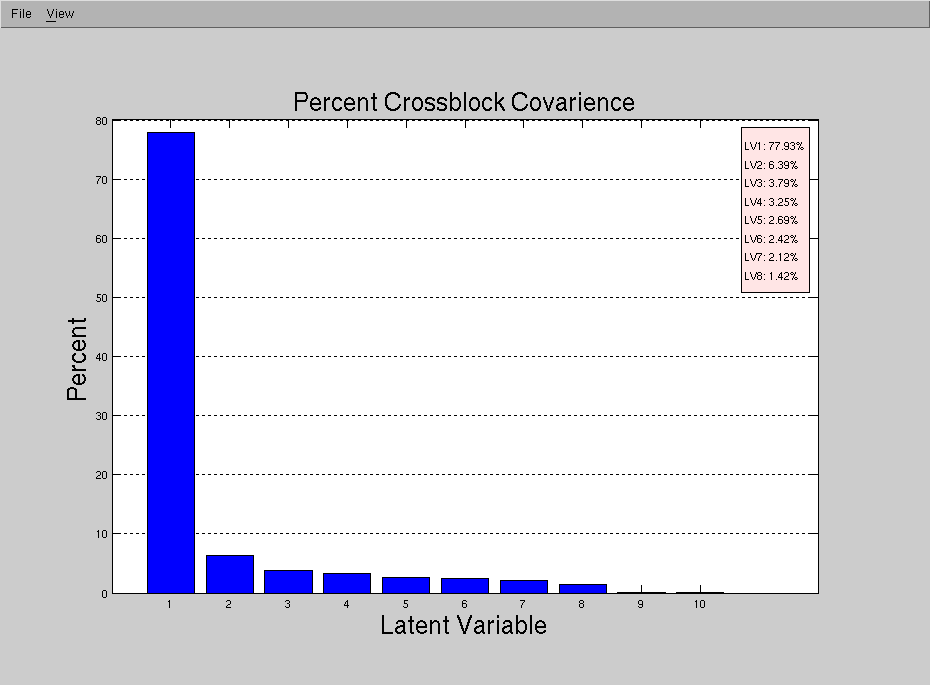 File View
Percent Crossblock Covarience
80
70
60
50
40
30
20
10
0
Percent
LV1: 77.93%
LV2: 6.39%
LV3: 3.79%
LV4: 3.25%
LV5: 2.69%
LV6: 2.42%
LV7: 2.12%
LV8: 1.42%
1 2 3 4 5 6 7 8 9 10
Latent Variable